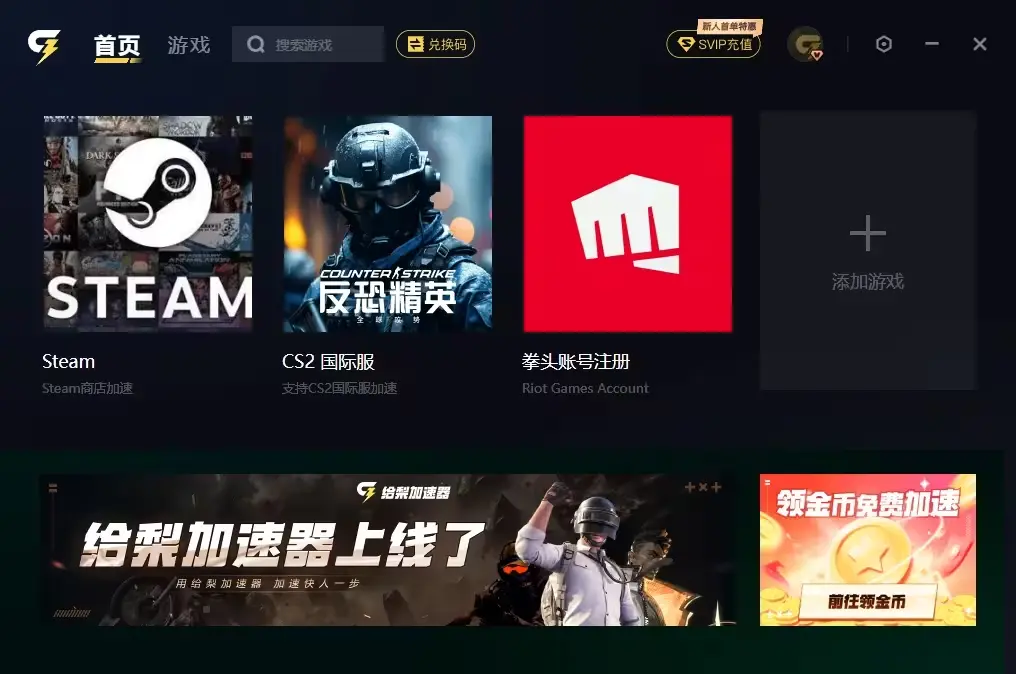 新人首单特惠
首页
游戏
搜索游戏
兑换码
SVIP充值
STEAM
COUNTER STRIKE
反恐精英
全球攻势
Steam
Steam商店加速
CS2 国际服
支持CS2国际服加速
拳头账号注册
Riot Games Account
添加游戏
给梨加速器
给梨加速器上线了
用给梨加速器 加速快人一步
领金币免费加速
前往领金币